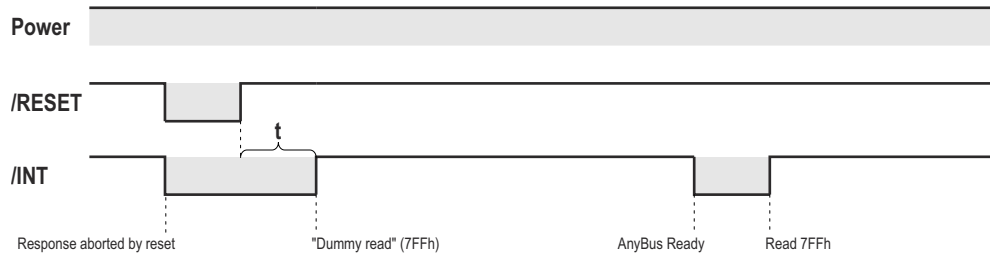 Power
/RESET
t
/INT
Response aborted by reset
"Dummy read" (7FFh)
AnyBus Ready
Read 7FFh